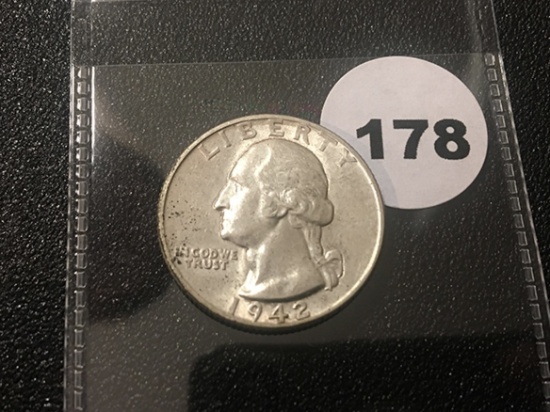 LIBERTY
178
IN GOD WE
TRUST
1942